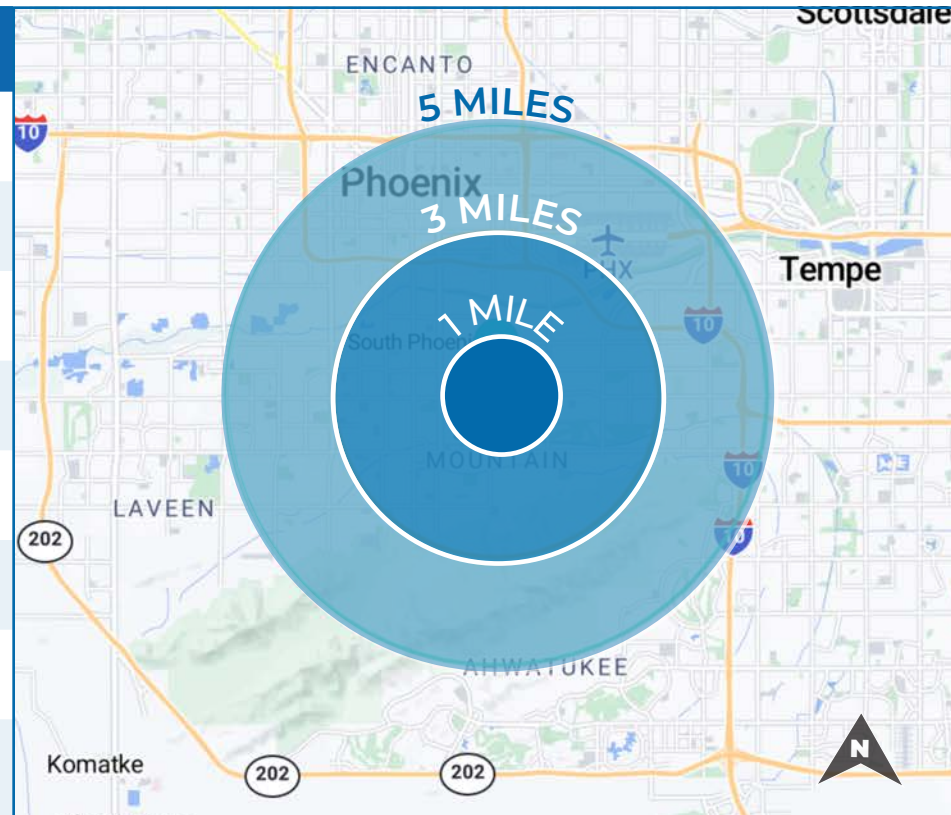 Scottsdale
ENCANTO
5 MILES
10
Phoenix
3 MILES
PHX
Tempe
1 MILE
10
South Phoenix
MOUNTAIN
10
LAVEEN
202
10
AHWATUKEE
N
Komatke
202
202